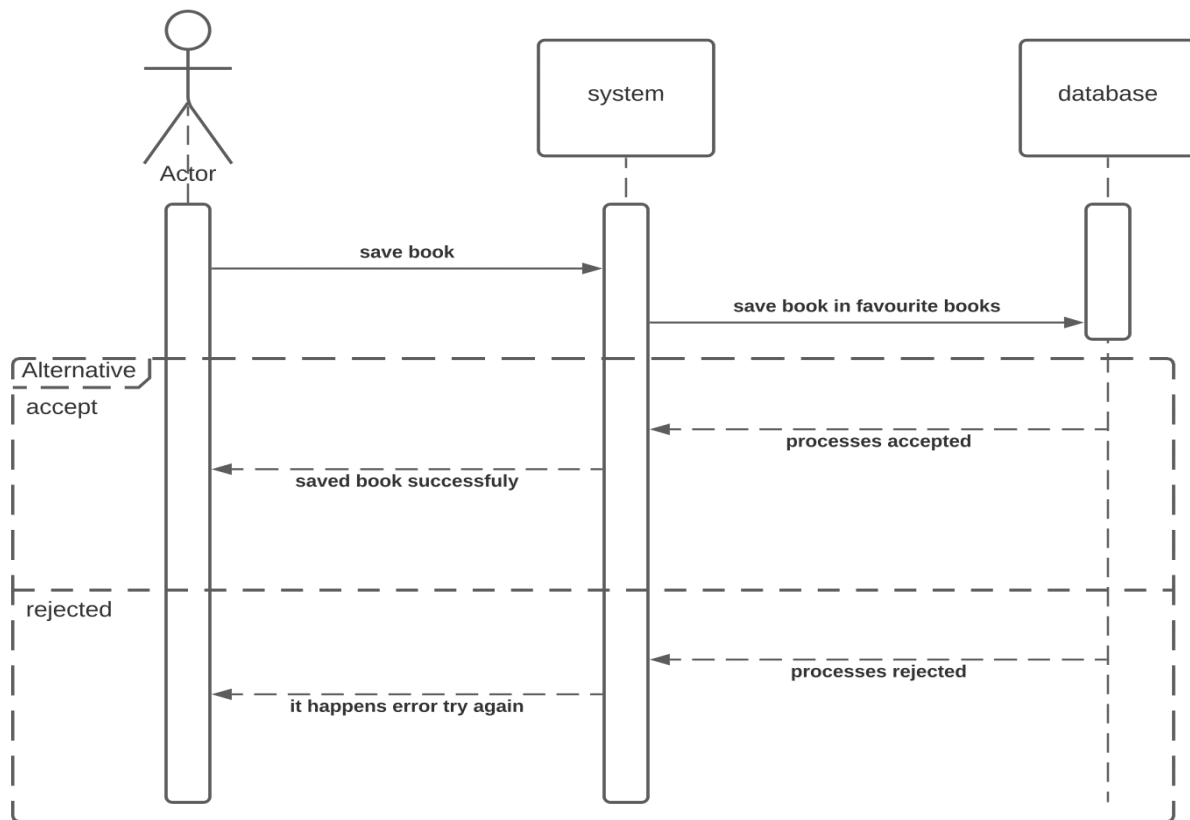 system
database
Actor
save book
save book in favourite books
Alternative
accept
processes accepted
saved book successfuly
rejected
processes rejected
it happens error try again